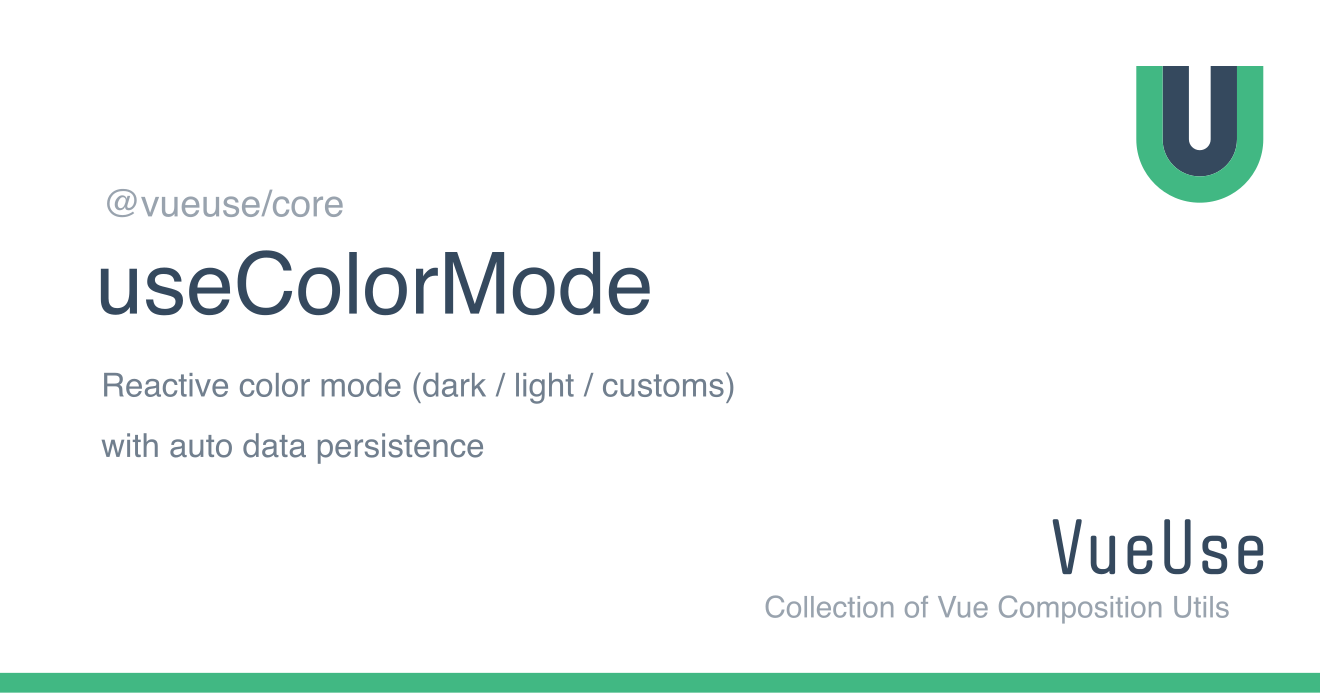 @vueuse/core
useColorMode
Reactive color mode (dark / light / customs)
with auto data persistence
VueUse
Collection of Vue Composition Utils